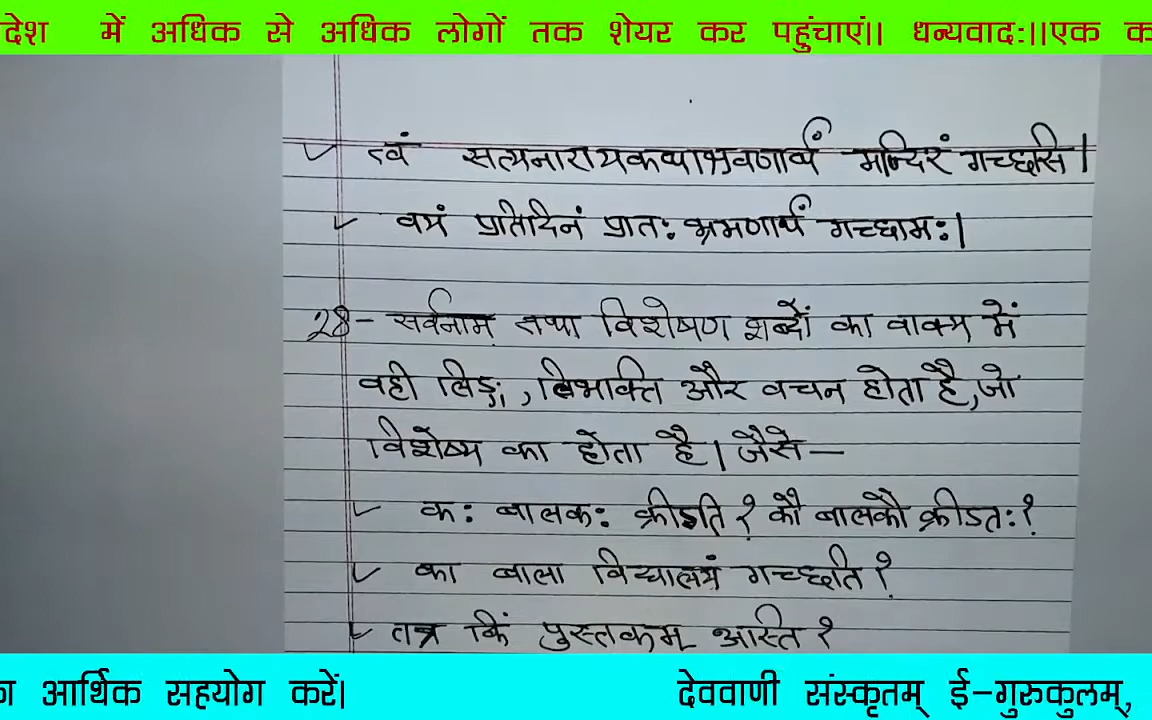 देश में अधिक से अधिक लोगों तक शेयर कर पहुंचाएं।। धन्यवादः।।एक क
त्वं सत्यनारायकथाश्रवणार्थं मन्दिरं गच्छसि।
वयं प्रतिदिनं प्रातः भ्रमणार्थं गच्छामः।
28- सर्वनाम तथा विशेषण शब्दों का वाक्य में
वही लिङ्ग, विभक्ति और वचन होता है,जो
विशेष्य का होता है। जैसे—
कः बालकः क्रीडति? कौ बालकौ क्रीडतः?
का बाला विद्यालयं गच्छति?
तत्र किं पुस्तकम् अस्ति?
ा आर्थिक सहयोग करें। देववाणी संस्कृतम् ई-गुरुकुलम्,